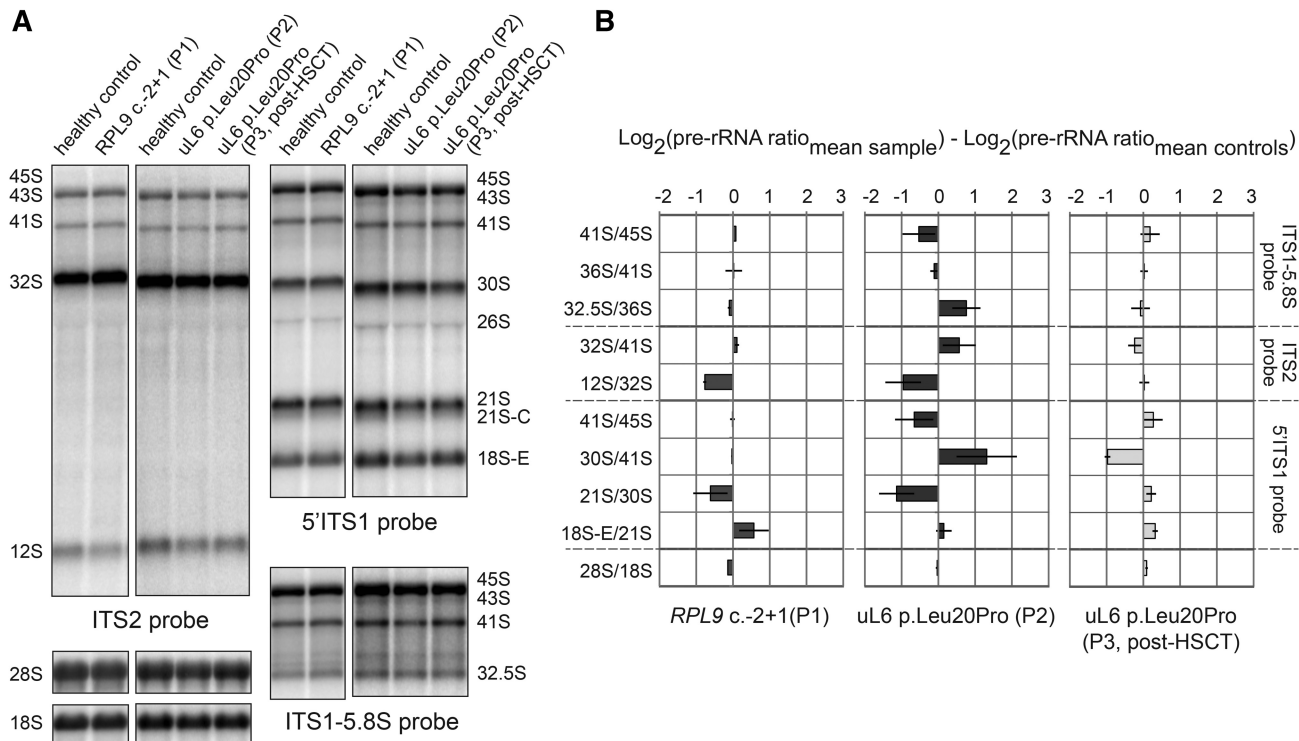 A
healthy control
RPL9 c.-2+1 (P1)
healthy control
uL6 p.Leu20Pro (P2)
uL6 p.Leu20Pro
(P3, post-HSCT)
healthy control
RPL9 c.-2+1 (P1)
healthy control
uL6 p.Leu20Pro (P2)
uL6 p.Leu20Pro
(P3, post-HSCT)
45S
43S
41S
32S
12S
ITS2 probe
28S
18S
45S
43S
41S
30S
26S
21S
21S-C
18S-E
5'ITS1 probe
45S
43S
41S
32.5S
ITS1-5.8S probe
B
Log2(pre-rRNA ratio mean sample) - Log2(pre-rRNA ratio mean controls)
-2 -1 0 1 2 3 -2 -1 0 1 2 3 -2 -1 0 1 2 3
41S/45S
36S/41S
32.5S/36S
32S/41S
12S/32S
41S/45S
30S/41S
21S/30S
18S-E/21S
28S/18S
ITS1-5.8S
probe
ITS2
probe
5'ITS1 probe
RPL9 c.-2+1(P1)
uL6 p.Leu20Pro (P2)
uL6 p.Leu20Pro
(P3, post-HSCT)